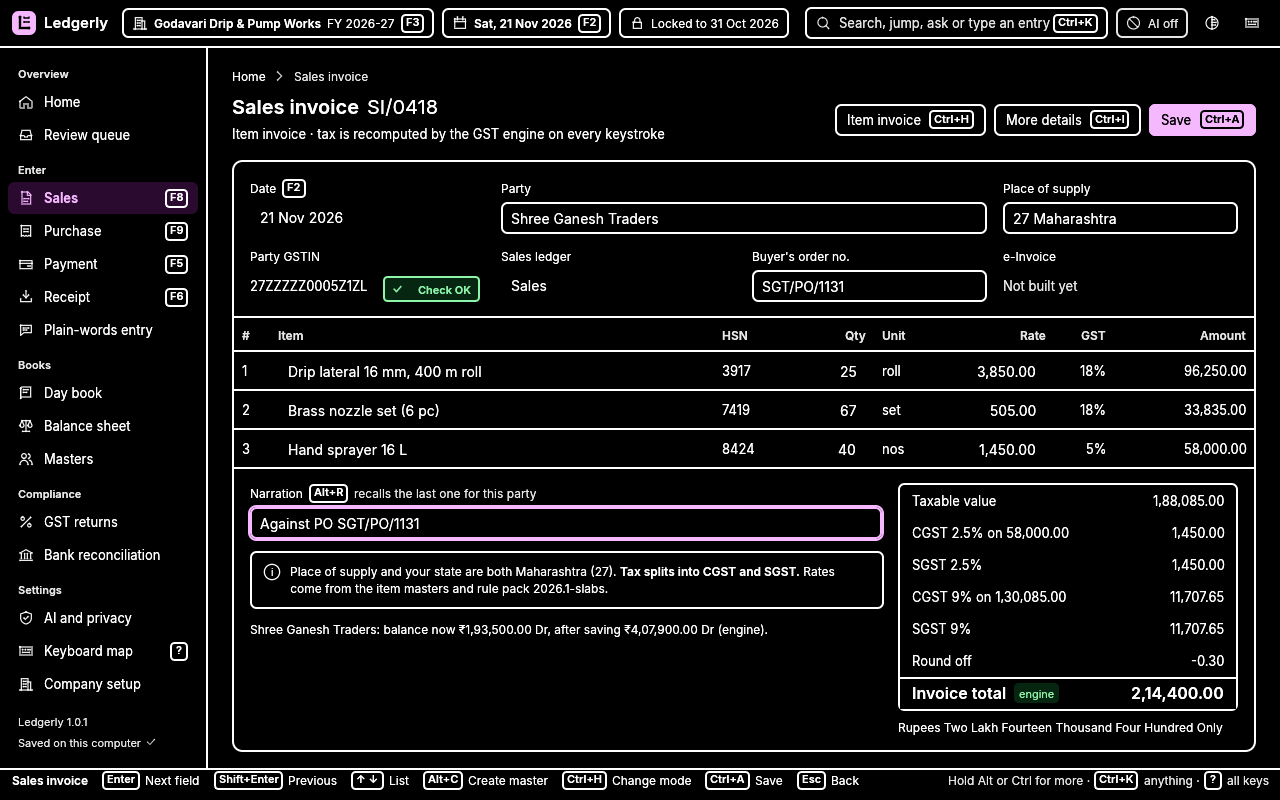 Ledgerly
Godavari Drip & Pump Works FY 2026-27 F3
Sat, 21 Nov 2026 F2
Locked to 31 Oct 2026
Search, jump, ask or type an entry Ctrl+K
AI off
Overview
Home
Review queue
Enter
Sales F8
Purchase F9
Payment F5
Receipt F6
Plain-words entry
Books
Day book
Balance sheet
Masters
Compliance
GST returns
Bank reconciliation
Settings
AI and privacy
Keyboard map ?
Company setup
Ledgerly 1.0.1
Saved on this computer
Home Sales invoice
Sales invoice SI/0418
Item invoice · tax is recomputed by the GST engine on every keystroke
Item invoice Ctrl+H
More details Ctrl+I
Save Ctrl+A
Date F2 Party Place of supply
21 Nov 2026 Shree Ganesh Traders 27 Maharashtra
Party GSTIN Sales ledger Buyer's order no. e-Invoice
27ZZZZZ0005Z1ZL Check OK Sales SGT/PO/1131 Not built yet
# Item HSN Qty Unit Rate GST Amount
1 Drip lateral 16 mm, 400 m roll 3917 25 roll 3,850.00 18% 96,250.00
2 Brass nozzle set (6 pc) 7419 67 set 505.00 18% 33,835.00
3 Hand sprayer 16 L 8424 40 nos 1,450.00 5% 58,000.00
Narration Alt+R recalls the last one for this party
Against PO SGT/PO/1131
Place of supply and your state are both Maharashtra (27). Tax splits into CGST and SGST. Rates
come from the item masters and rule pack 2026.1-slabs.
Shree Ganesh Traders: balance now ₹1,93,500.00 Dr, after saving ₹4,07,900.00 Dr (engine).
Taxable value 1,88,085.00
CGST 2.5% on 58,000.00 1,450.00
SGST 2.5% 1,450.00
CGST 9% on 1,30,085.00 11,707.65
SGST 9% 11,707.65
Round off -0.30
Invoice total engine 2,14,400.00
Rupees Two Lakh Fourteen Thousand Four Hundred Only
Sales invoice Enter Next field Shift+Enter Previous ↑ ↓ List Alt+C Create master Ctrl+H Change mode Ctrl+A Save Esc Back Hold Alt or Ctrl for more · Ctrl+K anything · ? all keys